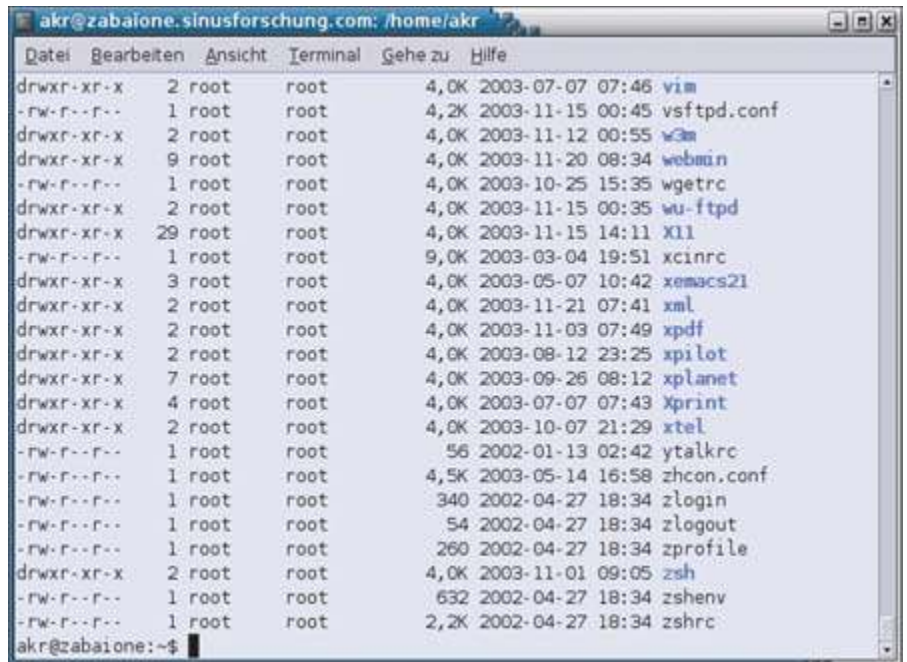 akr@zabaione.sinusforschung.com: /home/akr
Datei Bearbeiten Ansicht Terminal Gehe zu Hilfe
drwxr-xr-x 2 root root 4,0K 2003-07-07 07:46 vim
-rw-r--r-- 1 root root 4,2K 2003-11-15 00:45 vsftpd.conf
drwxr-xr-x 2 root root 4,0K 2003-11-12 00:55 w3m
drwxr-xr-x 9 root root 4,0K 2003-11-20 08:34 webmin
-rw-r--r-- 1 root root 4,0K 2003-10-25 15:35 wgetrc
drwxr-xr-x 2 root root 4,0K 2003-11-15 00:35 wu-ftpd
drwxr-xr-x 29 root root 4,0K 2003-11-15 14:11 X11
-rw-r--r-- 1 root root 9,0K 2003-03-04 19:51 xcinrc
drwxr-xr-x 3 root root 4,0K 2003-05-07 10:42 xemacs21
drwxr-xr-x 2 root root 4,0K 2003-11-21 07:41 xml
drwxr-xr-x 2 root root 4,0K 2003-11-03 07:49 xpdf
drwxr-xr-x 2 root root 4,0K 2003-08-12 23:25 xpilot
drwxr-xr-x 7 root root 4,0K 2003-09-26 08:12 xplanet
drwxr-xr-x 4 root root 4,0K 2003-07-07 07:43 Xprint
drwxr-xr-x 2 root root 4,0K 2003-10-07 21:29 xtel
-rw-r--r-- 1 root root 56 2002-01-13 02:42 ytalkrc
-rw-r--r-- 1 root root 4,5K 2003-05-14 16:58 zhcon.conf
-rw-r--r-- 1 root root 340 2002-04-27 18:34 zlogin
-rw-r--r-- 1 root root 54 2002-04-27 18:34 zlogout
-rw-r--r-- 1 root root 260 2002-04-27 18:34 zprofile
drwxr-xr-x 2 root root 4,0K 2003-11-01 09:05 zsh
-rw-r--r-- 1 root root 632 2002-04-27 18:34 zshenv
-rw-r--r-- 1 root root 2,2K 2002-04-27 18:34 zshrc
akr@zabaione:~$